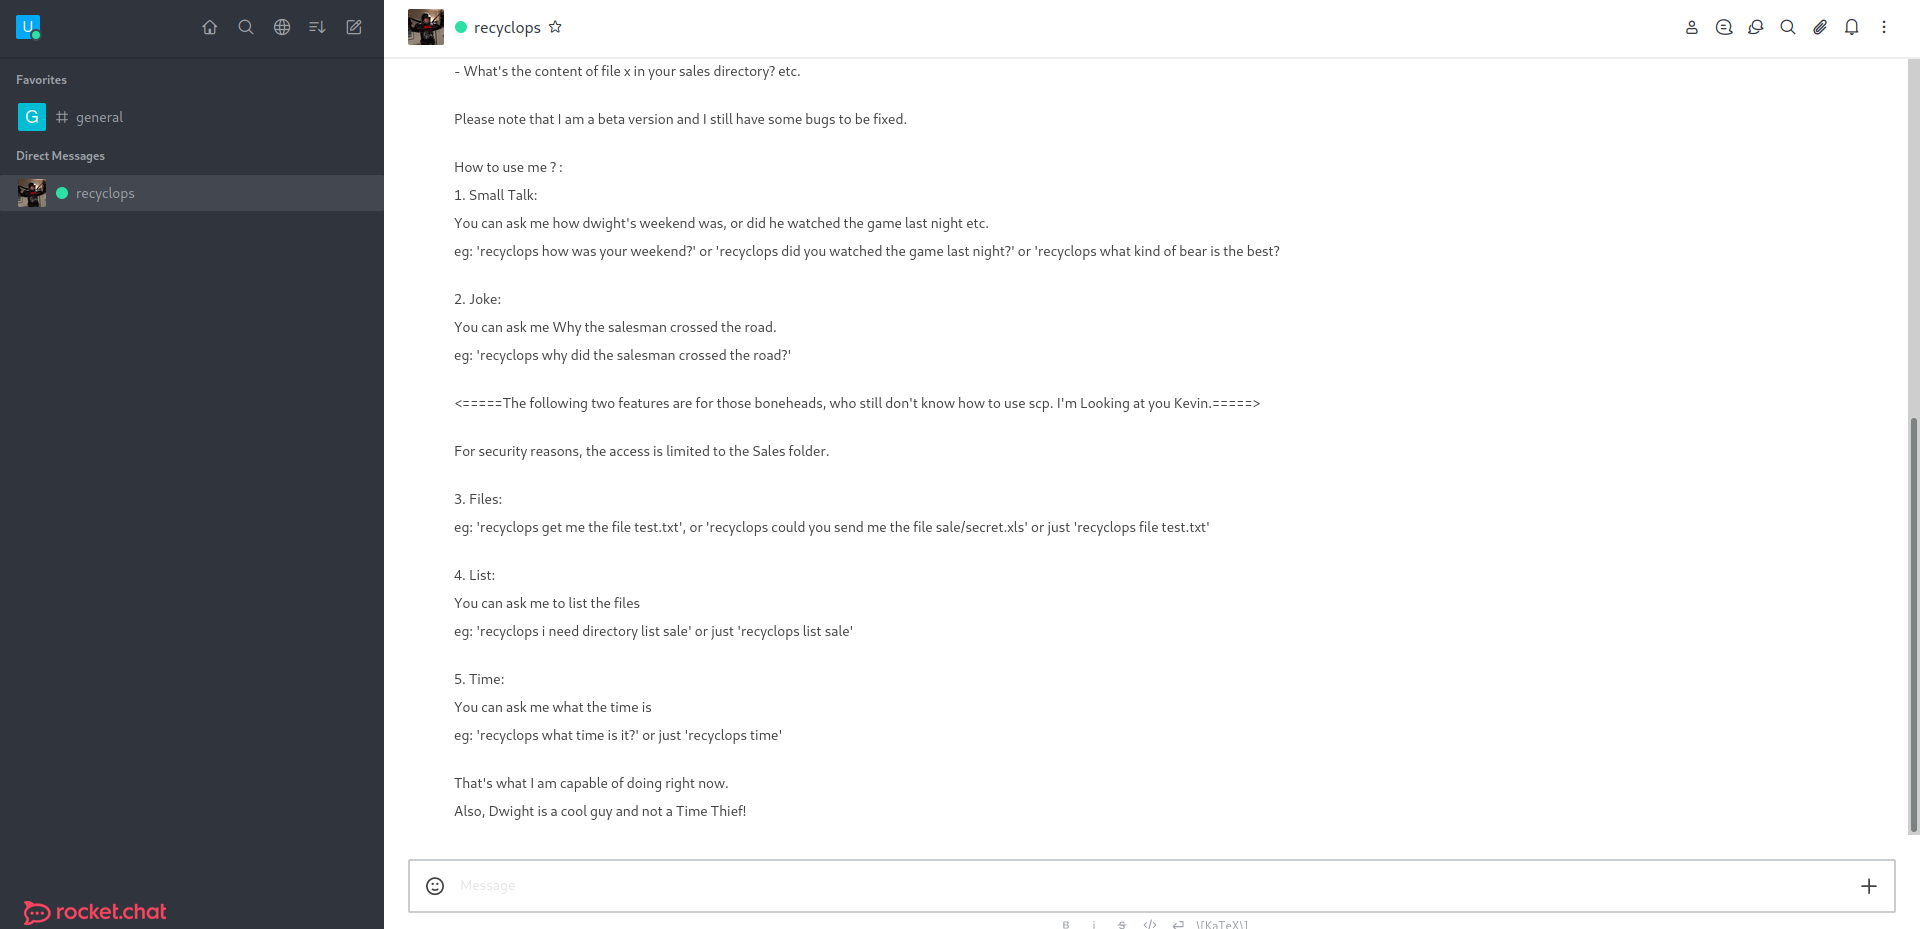 U
Favorites
G
general
Direct Messages
recyclops
rocket.chat
recyclops
- What's the content of file x in your sales directory? etc.
Please note that I am a beta version and I still have some bugs to be fixed.
How to use me ? :
1. Small Talk:
You can ask me how dwight's weekend was, or did he watched the game last night etc.
eg: 'recyclops how was your weekend?' or 'recyclops did you watched the game last night?' or 'recyclops what kind of bear is the best?
2. Joke:
You can ask me Why the salesman crossed the road.
eg: 'recyclops why did the salesman crossed the road?'
<=====The following two features are for those boneheads, who still don't know how to use scp. I'm Looking at you Kevin.=====>
For security reasons, the access is limited to the Sales folder.
3. Files:
eg: 'recyclops get me the file test.txt', or 'recyclops could you send me the file sale/secret.xls' or just 'recyclops file test.txt'
4. List:
You can ask me to list the files
eg: 'recyclops i need directory list sale' or just 'recyclops list sale'
5. Time:
You can ask me what the time is
eg: 'recyclops what time is it?' or just 'recyclops time'
That's what I am capable of doing right now.
Also, Dwight is a cool guy and not a Time Thief!
Message
B i S </> \[KaTeX\]